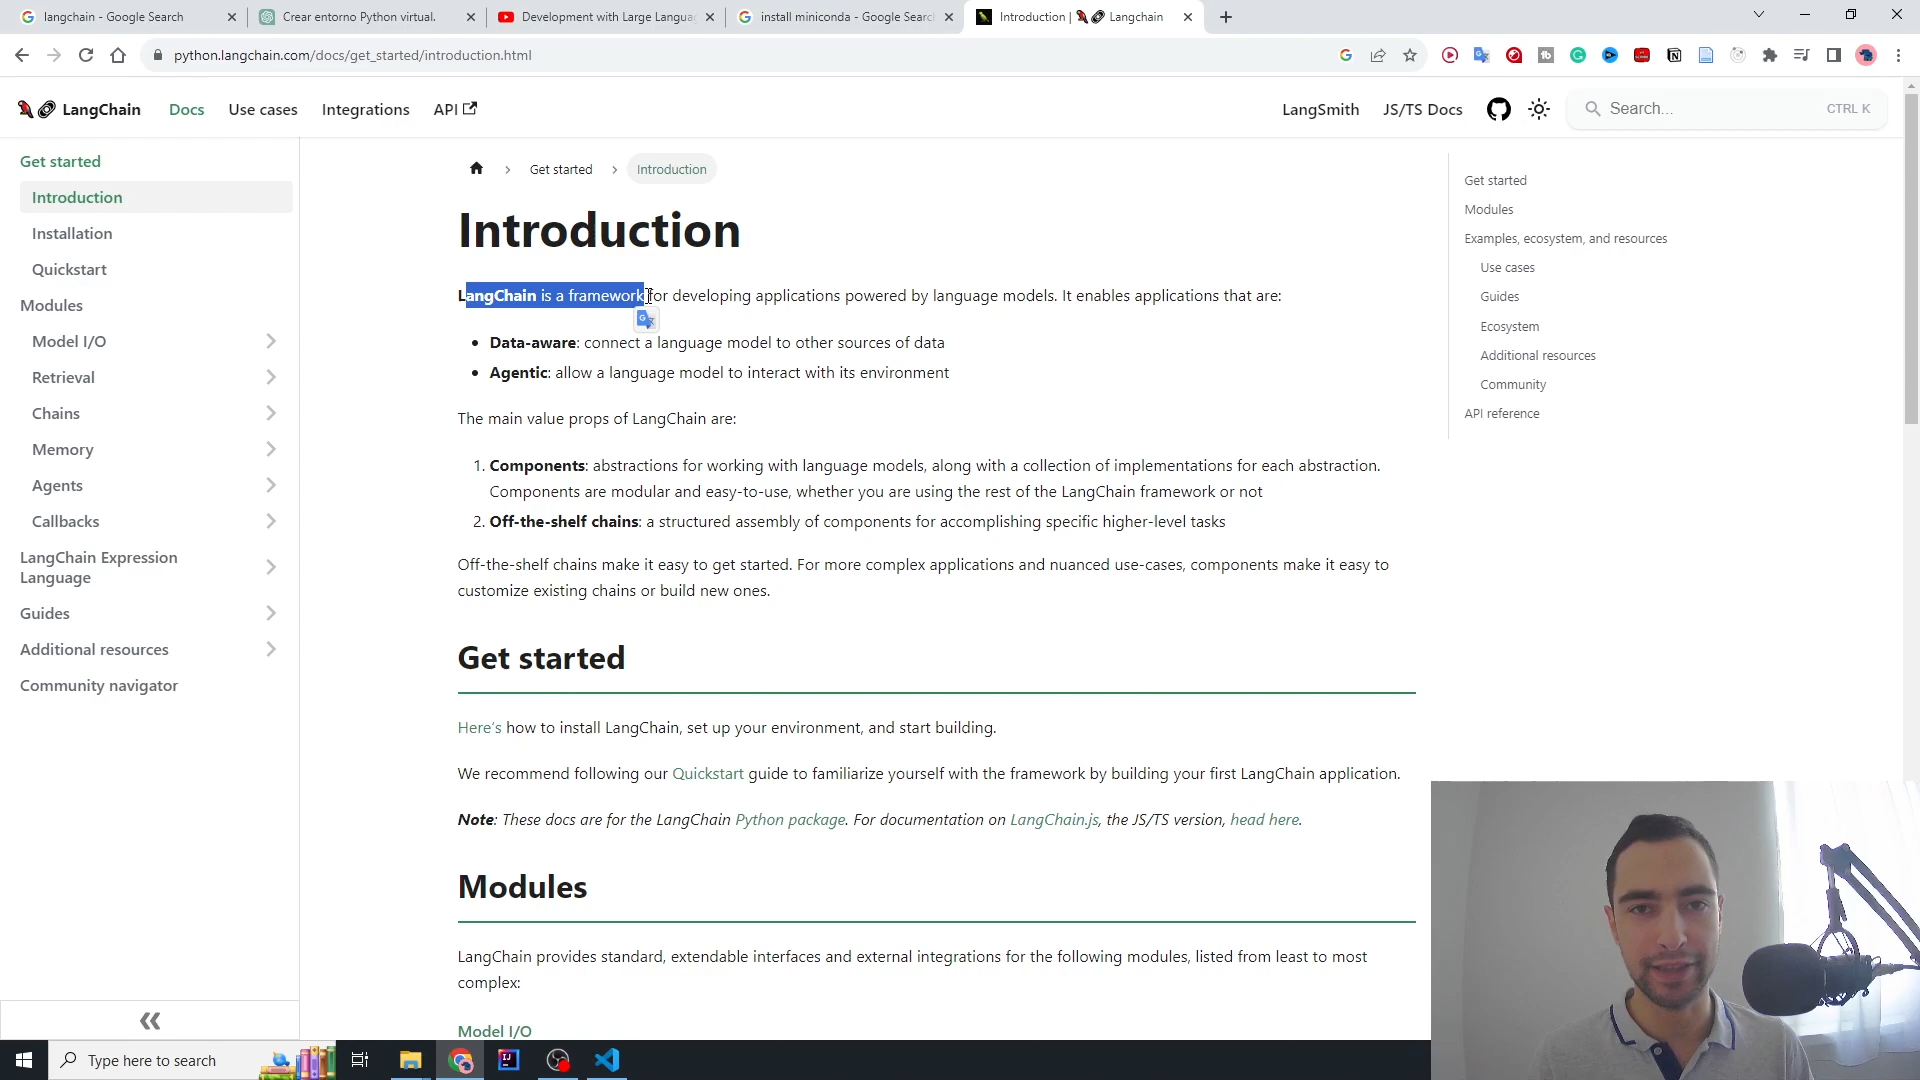 langchain - Google Search
Crear entorno Python virtual.
Development with Large Langua
install miniconda - Google Searc
Introduction | Langchain
python.langchain.com/docs/get_started/introduction.html
LangChain
Docs
Use cases
Integrations
API
LangSmith
JS/TS Docs
Search...
CTRL K
Get started
Introduction
Installation
Quickstart
Modules
Model I/O
Retrieval
Chains
Memory
Agents
Callbacks
LangChain Expression
Language
Guides
Additional resources
Community navigator
Get started
Introduction
Introduction
LangChain is a framework for developing applications powered by language models. It enables applications that are:
Data-aware: connect a language model to other sources of data
Agentic: allow a language model to interact with its environment
The main value props of LangChain are:
1. Components: abstractions for working with language models, along with a collection of implementations for each abstraction.
Components are modular and easy-to-use, whether you are using the rest of the LangChain framework or not
2. Off-the-shelf chains: a structured assembly of components for accomplishing specific higher-level tasks
Off-the-shelf chains make it easy to get started. For more complex applications and nuanced use-cases, components make it easy to
customize existing chains or build new ones.
Get started
Here's how to install LangChain, set up your environment, and start building.
We recommend following our Quickstart guide to familiarize yourself with the framework by building your first LangChain application.
Note: These docs are for the LangChain Python package. For documentation on LangChain.js, the JS/TS version, head here.
Modules
LangChain provides standard, extendable interfaces and external integrations for the following modules, listed from least to most
complex:
Model I/O
Get started
Modules
Examples, ecosystem, and resources
Use cases
Guides
Ecosystem
Additional resources
Community
API reference
Type here to search